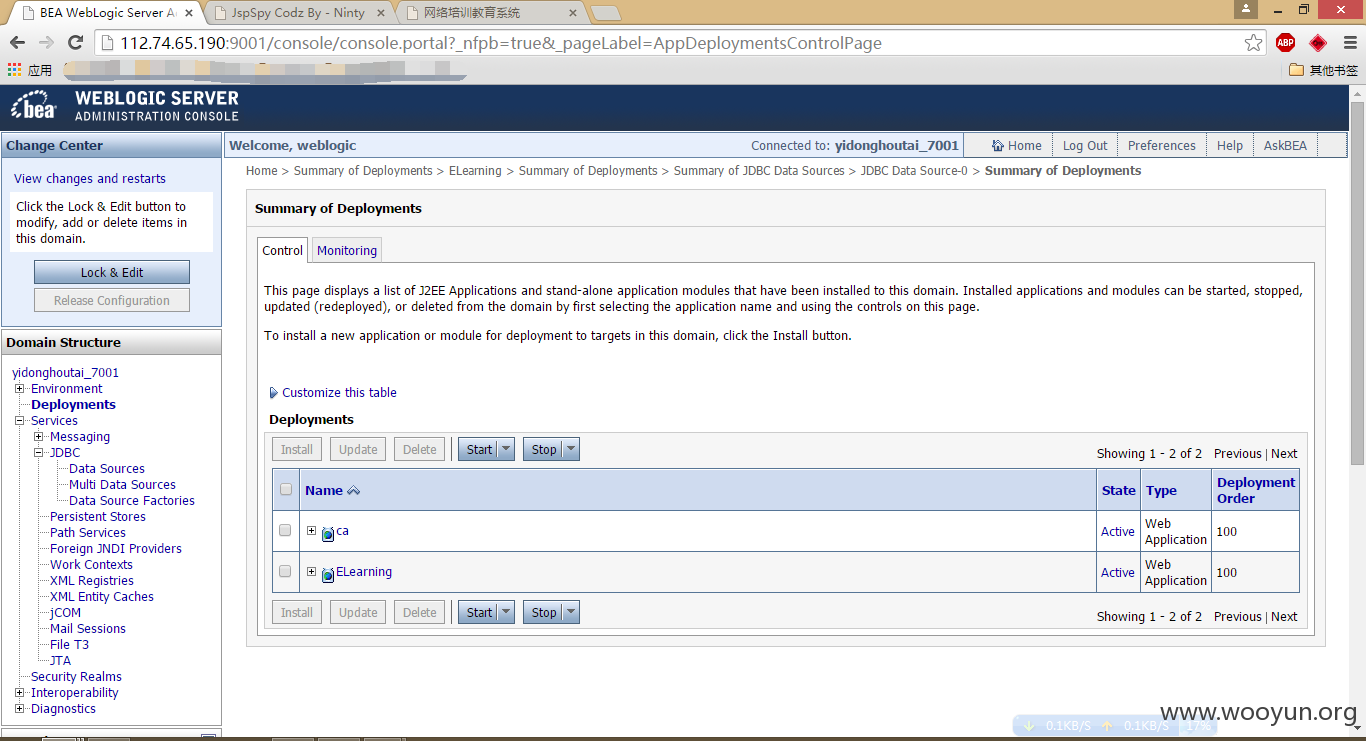 BEA WebLogic Server A
JspSpy Codz By - Ninty
网络培训教育系统
112.74.65.190:9001/console/console.portal?_nfpb=true&_pageLabel=AppDeploymentsControlPage
ABP
应用
其他书签
bea
WEBLOGIC SERVER
ADMINISTRATION CONSOLE
Change Center
View changes and restarts
Click the Lock & Edit button to
modify, add or delete items in
this domain.
Lock & Edit
Release Configuration
Domain Structure
yidonghoutai_7001
Environment
Deployments
Services
Messaging
JDBC
Data Sources
Multi Data Sources
Data Source Factories
Persistent Stores
Path Services
Foreign JNDI Providers
Work Contexts
XML Registries
XML Entity Caches
jCOM
Mail Sessions
File T3
JTA
Security Realms
Interoperability
Diagnostics
Welcome, weblogic
Connected to: yidonghoutai_7001
Home
Log Out
Preferences
Help
AskBEA
Home > Summary of Deployments > ELearning > Summary of Deployments > Summary of JDBC Data Sources > JDBC Data Source-0 > Summary of Deployments
Summary of Deployments
Control
Monitoring
This page displays a list of J2EE Applications and stand-alone application modules that have been installed to this domain. Installed applications and modules can be started, stopped,
updated (redeployed), or deleted from the domain by first selecting the application name and using the controls on this page.
To install a new application or module for deployment to targets in this domain, click the Install button.
Customize this table
Deployments
Install Update Delete Start Stop
Showing 1 - 2 of 2 Previous | Next
Name State Type Deployment Order
ca Active Web Application 100
ELearning Active Web Application 100
Install Update Delete Start Stop
Showing 1 - 2 of 2 Previous | Next
www.wooyun.org
0.1KB/S 0.1KB/S 17%